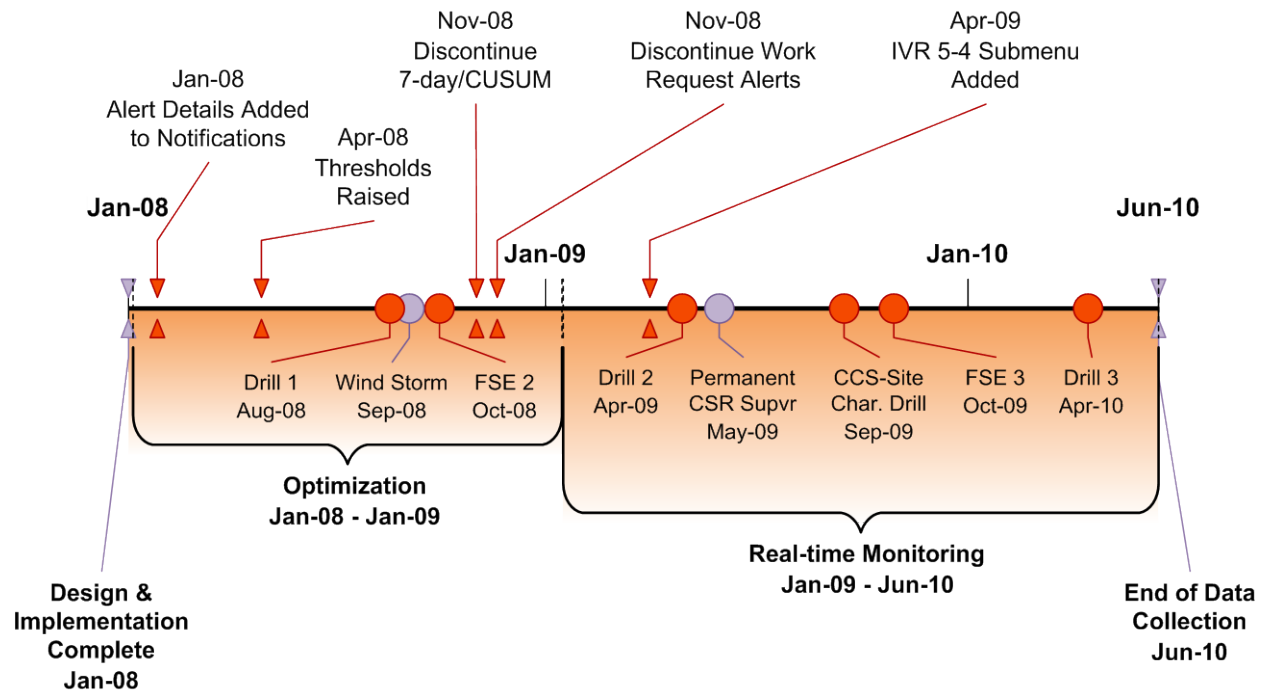 Jan-08
Alert Details Added
to Notifications
Apr-08
Thresholds
Raised
Nov-08
Discontinue
7-day/CUSUM
Nov-08
Discontinue Work
Request Alerts
Apr-09
IVR 5-4 Submenu
Added
Jan-08
Jan-09
Jan-10
Jun-10
Drill 1
Aug-08
Wind Storm
Sep-08
FSE 2
Oct-08
Drill 2
Apr-09
Permanent
CSR Supvr
May-09
CCS-Site
Char. Drill
Sep-09
FSE 3
Oct-09
Drill 3
Apr-10
Optimization
Jan-08 - Jan-09
Real-time Monitoring
Jan-09 - Jun-10
Design &
Implementation
Complete
Jan-08
End of Data
Collection
Jun-10